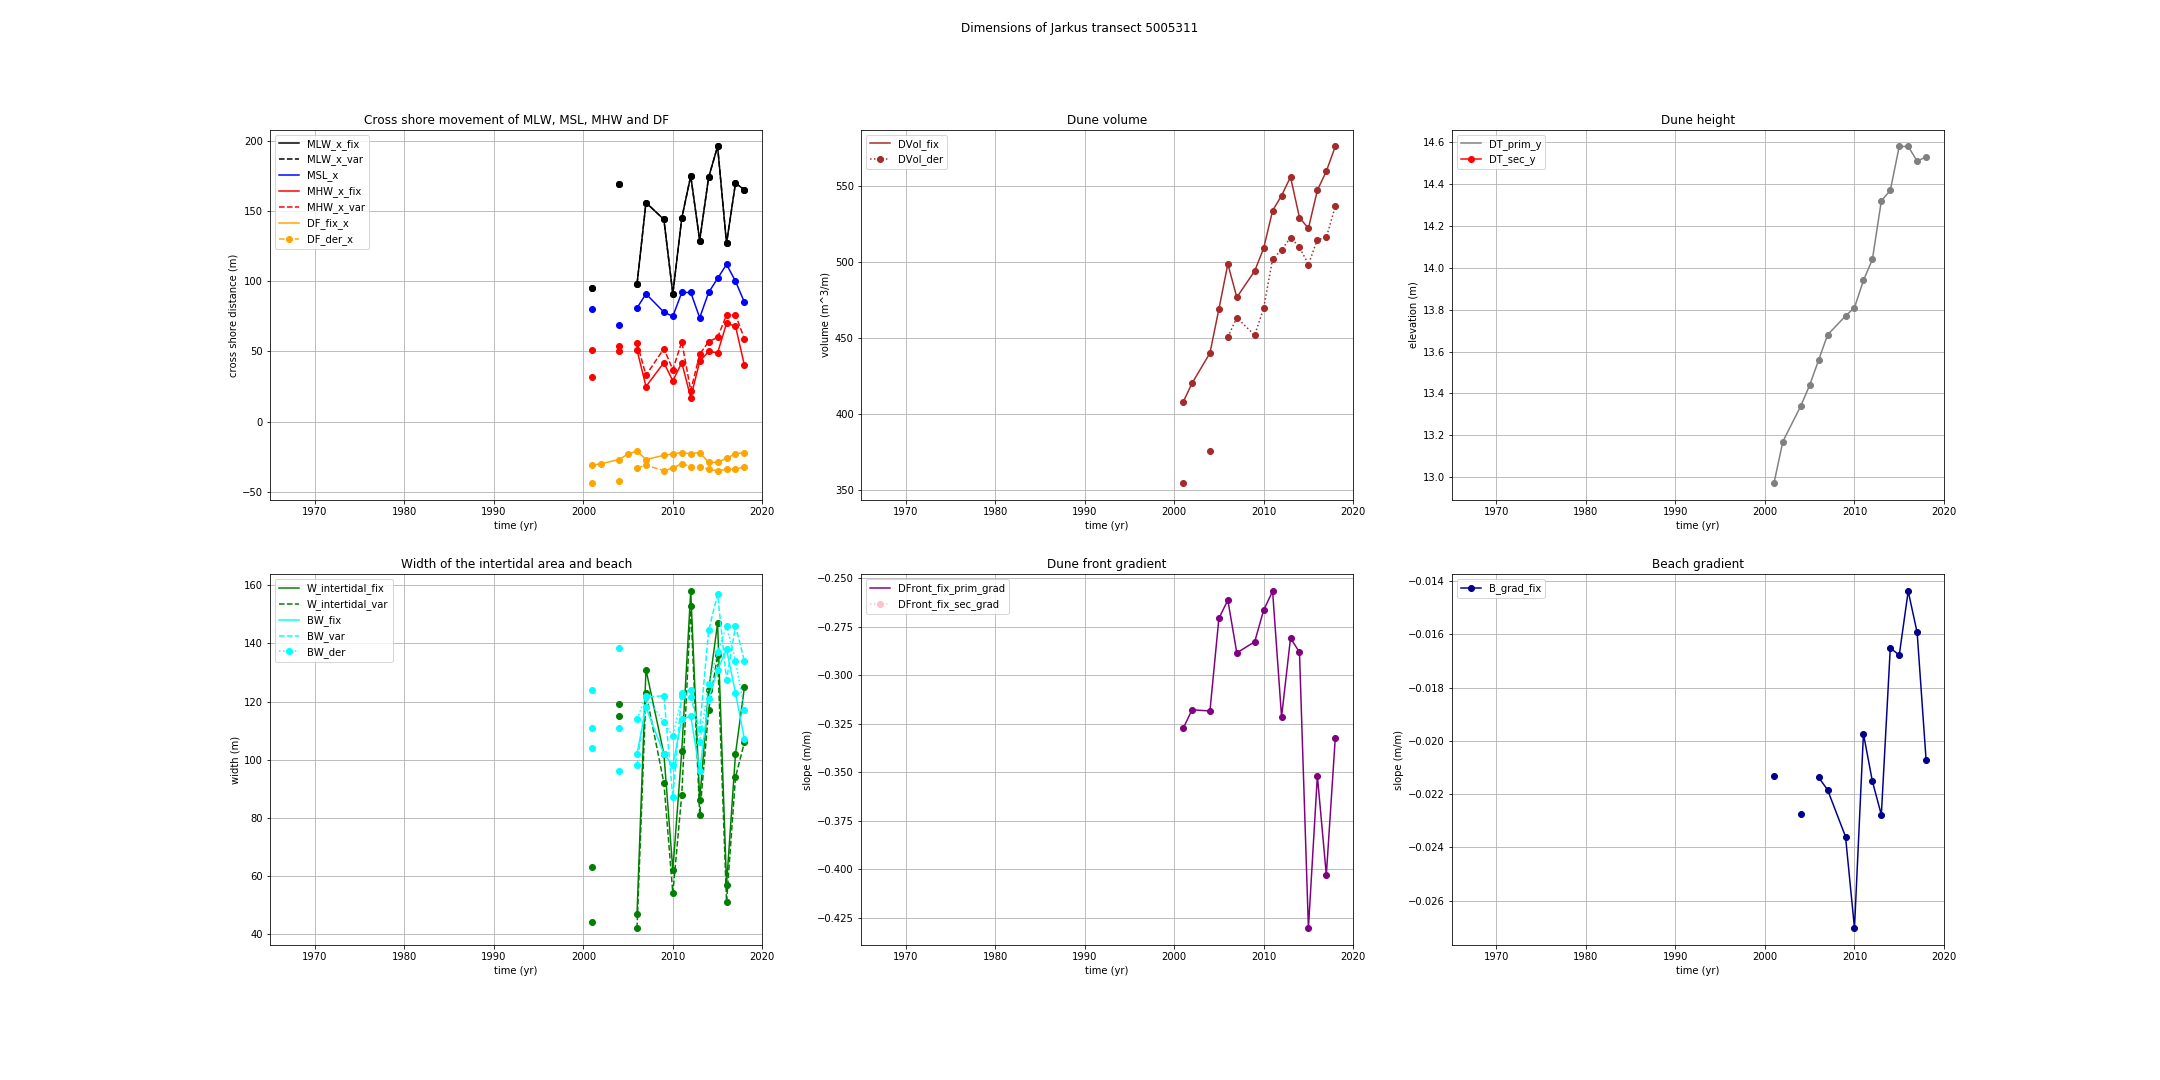 Dimensions of Jarkus transect 5005311
Cross shore movement of MLW, MSL, MHW and DF
200
150
100
50
0
−50
cross shore distance (m)
MLW_x_fix
MLW_x_var
MSL_x
MHW_x_fix
MHW_x_var
DF_fix_x
DF_der_x
1970 1980 1990 2000 2010 2020
time (yr)
Dune volume
550
500
450
400
350
volume (m^3/m)
DVol_fix
DVol_der
1970 1980 1990 2000 2010 2020
time (yr)
Dune height
14.6
14.4
14.2
14.0
13.8
13.6
13.4
13.2
13.0
elevation (m)
DT_prim_y
DT_sec_y
1970 1980 1990 2000 2010 2020
time (yr)
Width of the intertidal area and beach
160
140
120
100
80
60
40
width (m)
W_intertidal_fix
W_intertidal_var
BW_fix
BW_var
BW_der
1970 1980 1990 2000 2010 2020
time (yr)
Dune front gradient
−0.250
−0.275
−0.300
−0.325
−0.350
−0.375
−0.400
−0.425
slope (m/m)
DFront_fix_prim_grad
DFront_fix_sec_grad
1970 1980 1990 2000 2010 2020
time (yr)
Beach gradient
−0.014
−0.016
−0.018
−0.020
−0.022
−0.024
−0.026
slope (m/m)
B_grad_fix
1970 1980 1990 2000 2010 2020
time (yr)